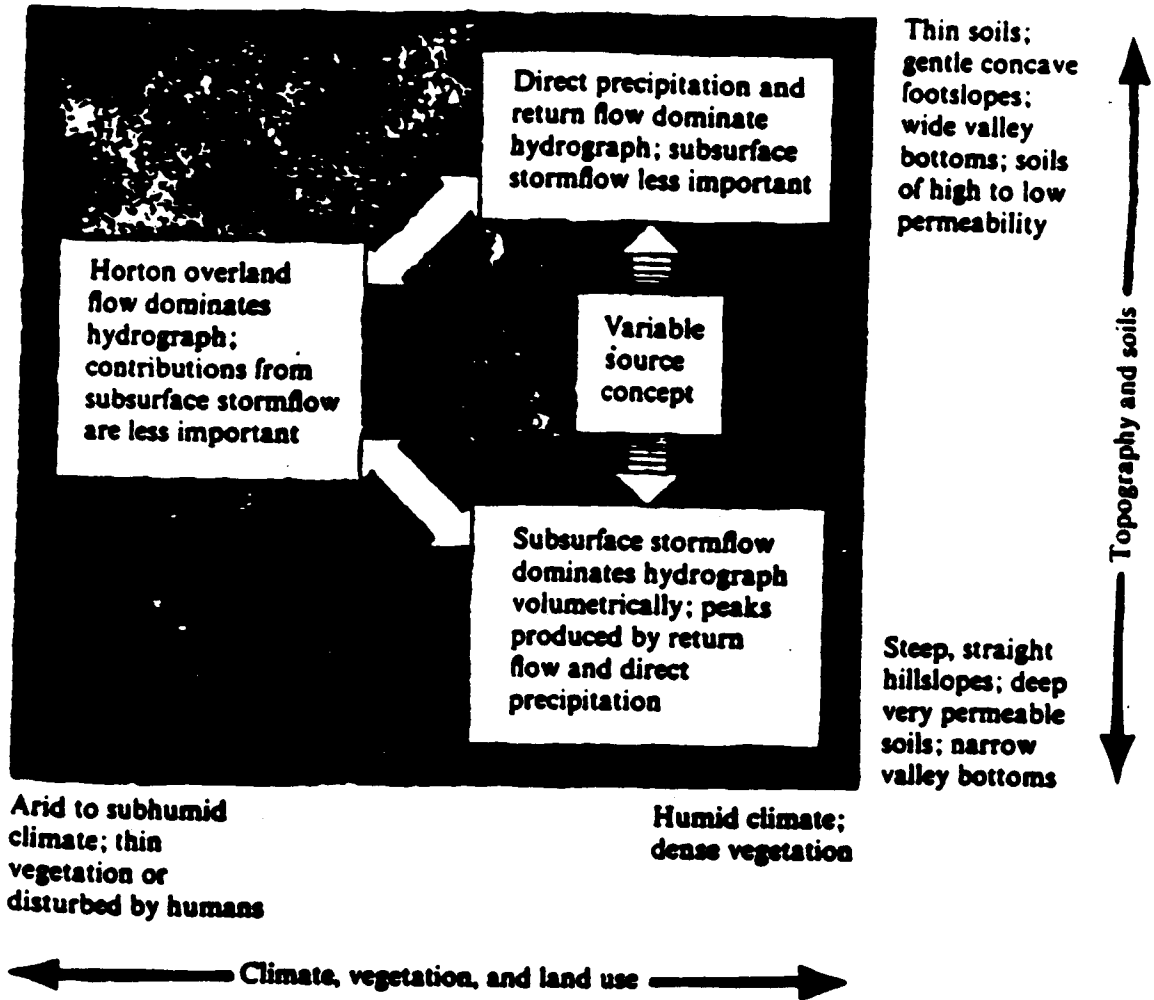 Direct precipitation and
return flow dominate
hydrograph; subsurface
stormflow less important
Thin soils;
gentle concave
footslopes;
wide valley
bottoms; soils
of high to low
permeability
Horton overland
flow dominates
hydrograph;
contributions from
subsurface stormflow
are less important
Variable
source
concept
Topography and soils
Subsurface stormflow
dominates hydrograph
volumetrically; peaks
produced by return
flow and direct
precipitation
Steep, straight
hillslopes; deep
very permeable
soils; narrow
valley bottoms
Arid to subhumid
climate; thin
vegetation or
disturbed by humans
Humid climate;
dense vegetation
Climate, vegetation, and land use